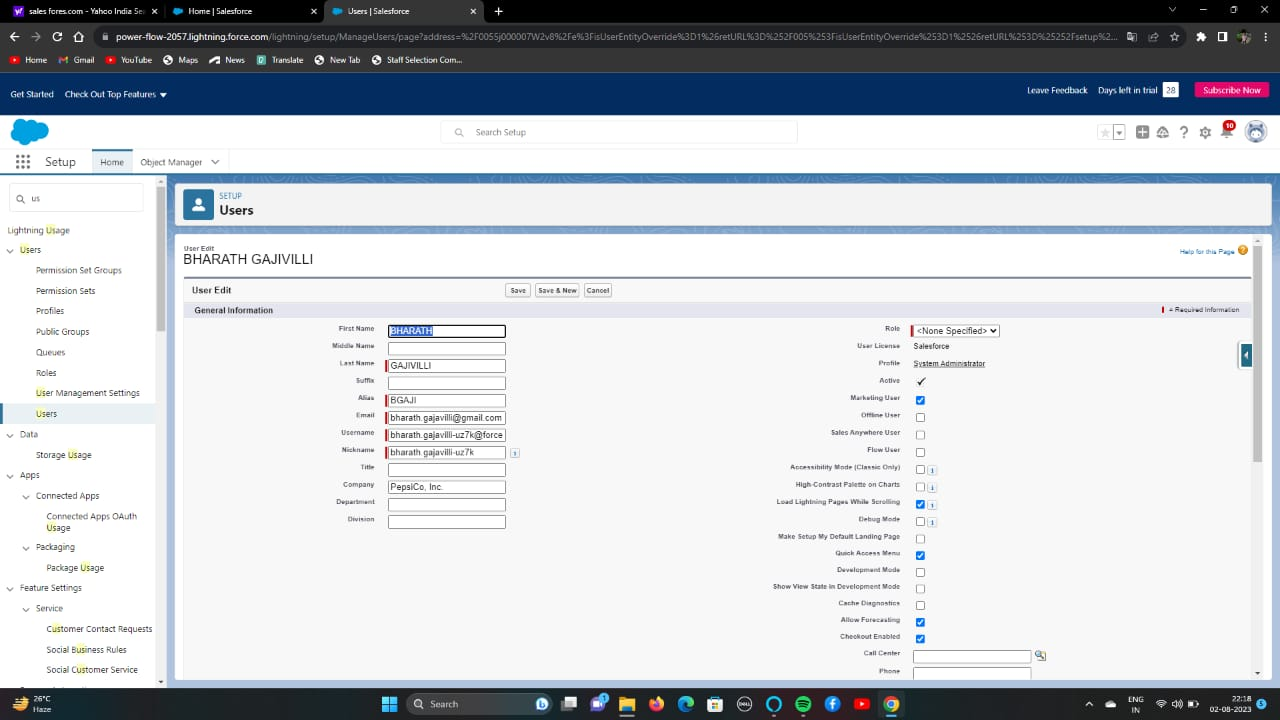 sales fores.com - Yahoo India Se
Home | Salesforce
Users | Salesforce
power-flow-2057.lightning.force.com/lightning/setup/ManageUsers/page?address=%2F0055j000007W2v8%2Fe%3FisUserEntityOverride%3D1%26retURL%3D%252F005%253FisUserEntityOverride%253D1%2526retURL%253D%25252Fsetup%...
Home
Gmail
YouTube
Maps
News
Translate
New Tab
Staff Selection Com...
Get Started
Check Out Top Features
Leave Feedback
Days left in trial
28
Subscribe Now
Search Setup
10
Setup
Home
Object Manager
us
Lightning Usage
Users
Permission Set Groups
Permission Sets
Profiles
Public Groups
Queues
Roles
User Management Settings
Users
Data
Storage Usage
Apps
Connected Apps
Connected Apps OAuth
Usage
Packaging
Package Usage
Feature Settings
Service
Customer Contact Requests
Social Business Rules
Social Customer Service
SETUP
Users
User Edit
BHARATH GAJIVILLI
Help for this Page
User Edit
Save
Save & New
Cancel
General Information
= Required Information
First Name BHARATH
Middle Name
Last Name GAJIVILLI
Suffix
Alias BGAJI
Email bharath.gajavilli@gmail.com
Username bharath.gajavilli-uz7k@force
Nickname bharath.gajavilli-uz7k
Title
Company PepsiCo, Inc.
Department
Division
Role <None Specified>
User License Salesforce
Profile System Administrator
Active
Marketing User
Offline User
Sales Anywhere User
Flow User
Accessibility Mode (Classic Only)
High-Contrast Palette on Charts
Load Lightning Pages While Scrolling
Debug Mode
Make Setup My Default Landing Page
Quick Access Menu
Development Mode
Show View State in Development Mode
Cache Diagnostics
Allow Forecasting
Checkout Enabled
Call Center
Phone
26°C
Haze
Search
1
DELL
ENG
IN
22:18
02-08-2023
5